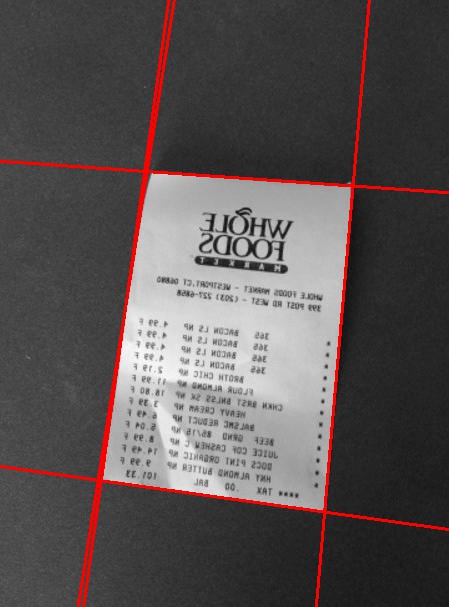 WHOLE
FOODS
MARKET
WHOLE FOODS MARKET - WESTPORT,CT 06880
399 POST RD WEST - (203) 227-6858
365 BACON LS NP 4.99 F
365 BACON LS NP 4.99 F
365 BACON LS NP 4.99 F
365 BACON LS NP 4.99 F
BROTH CHIC NP 2.19 F
FLOUR ALMOND NP 11.99 F
CHKN BRST BNLSS SK NP 18.80 F
HEAVY CREAM NP 3.39 F
BALSMC REDUCT NP 6.49 F
BEEF GRND 85/15 NP 5.04 F
JUICE COF CASHEW C NP 8.99 F
DOCS PINT ORGANIC NP 14.49 F
HNY ALMOND BUTTER NP 9.99 F
**** TAX .00 BAL 101.33